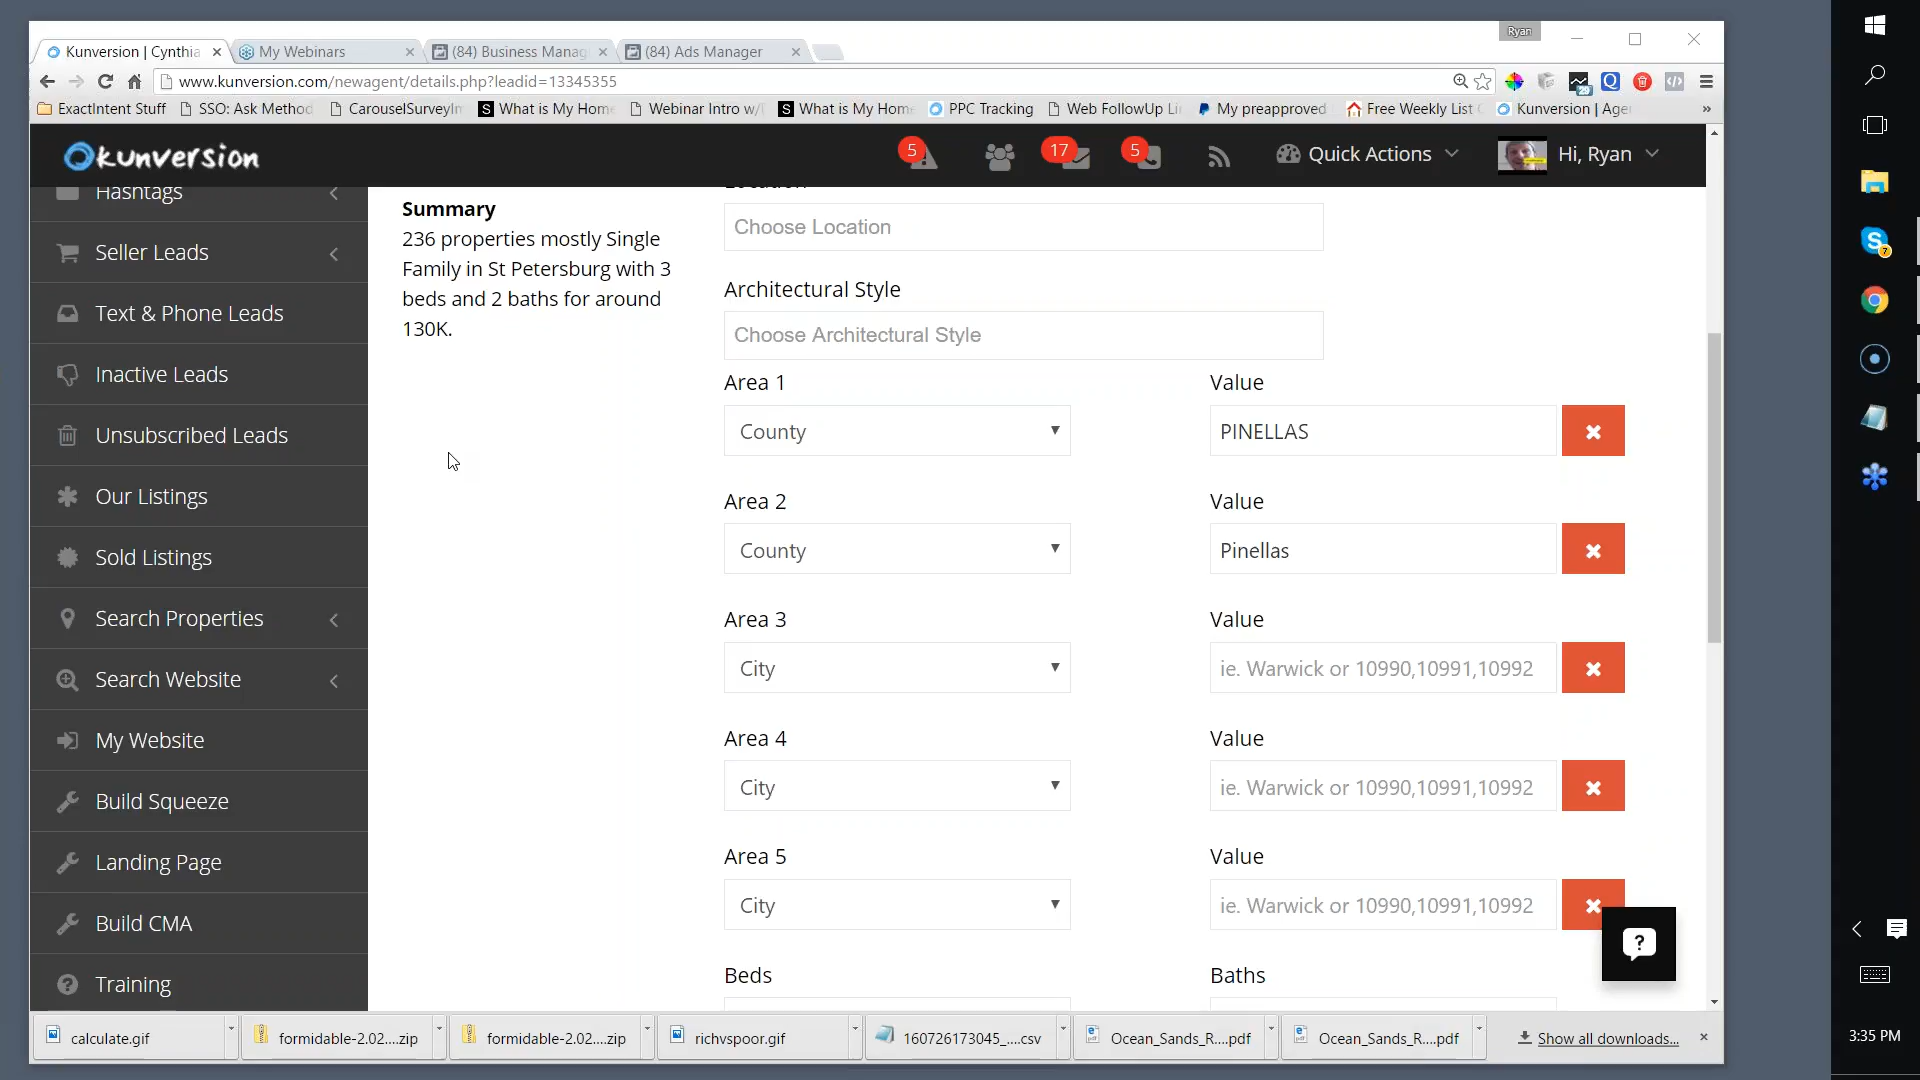 Ryan
Kunversion | Cynthia
My Webinars
(84) Business Manag
(84) Ads Manager
www.kunversion.com/newagent/details.php?leadid=13345355
29
ExactIntent Stuff
SSO: Ask Method
CarouselSurveyIm
What is My Home
Webinar Intro w/
What is My Home
PPC Tracking
Web FollowUp Li
My preapproved
Free Weekly List
Kunversion | Age
»
kunversion
5
17
5
Quick Actions
Hi, Ryan
Hashtags
Seller Leads
Text & Phone Leads
Inactive Leads
Unsubscribed Leads
Our Listings
Sold Listings
Search Properties
Search Website
My Website
Build Squeeze
Landing Page
Build CMA
Training
Summary
236 properties mostly Single
Family in St Petersburg with 3
beds and 2 baths for around
130K.
Location
Choose Location
Architectural Style
Choose Architectural Style
Area 1
Value
County
PINELLAS
Area 2
Value
County
Pinellas
Area 3
Value
City
ie. Warwick or 10990,10991,10992
Area 4
Value
City
ie. Warwick or 10990,10991,10992
Area 5
Value
City
ie. Warwick or 10990,10991,10992
Beds
Baths
?
calculate.gif
formidable-2.02....zip
formidable-2.02....zip
richvspoor.gif
160726173045_....csv
Ocean_Sands_R....pdf
Ocean_Sands_R....pdf
Show all downloads...
7
3:35 PM